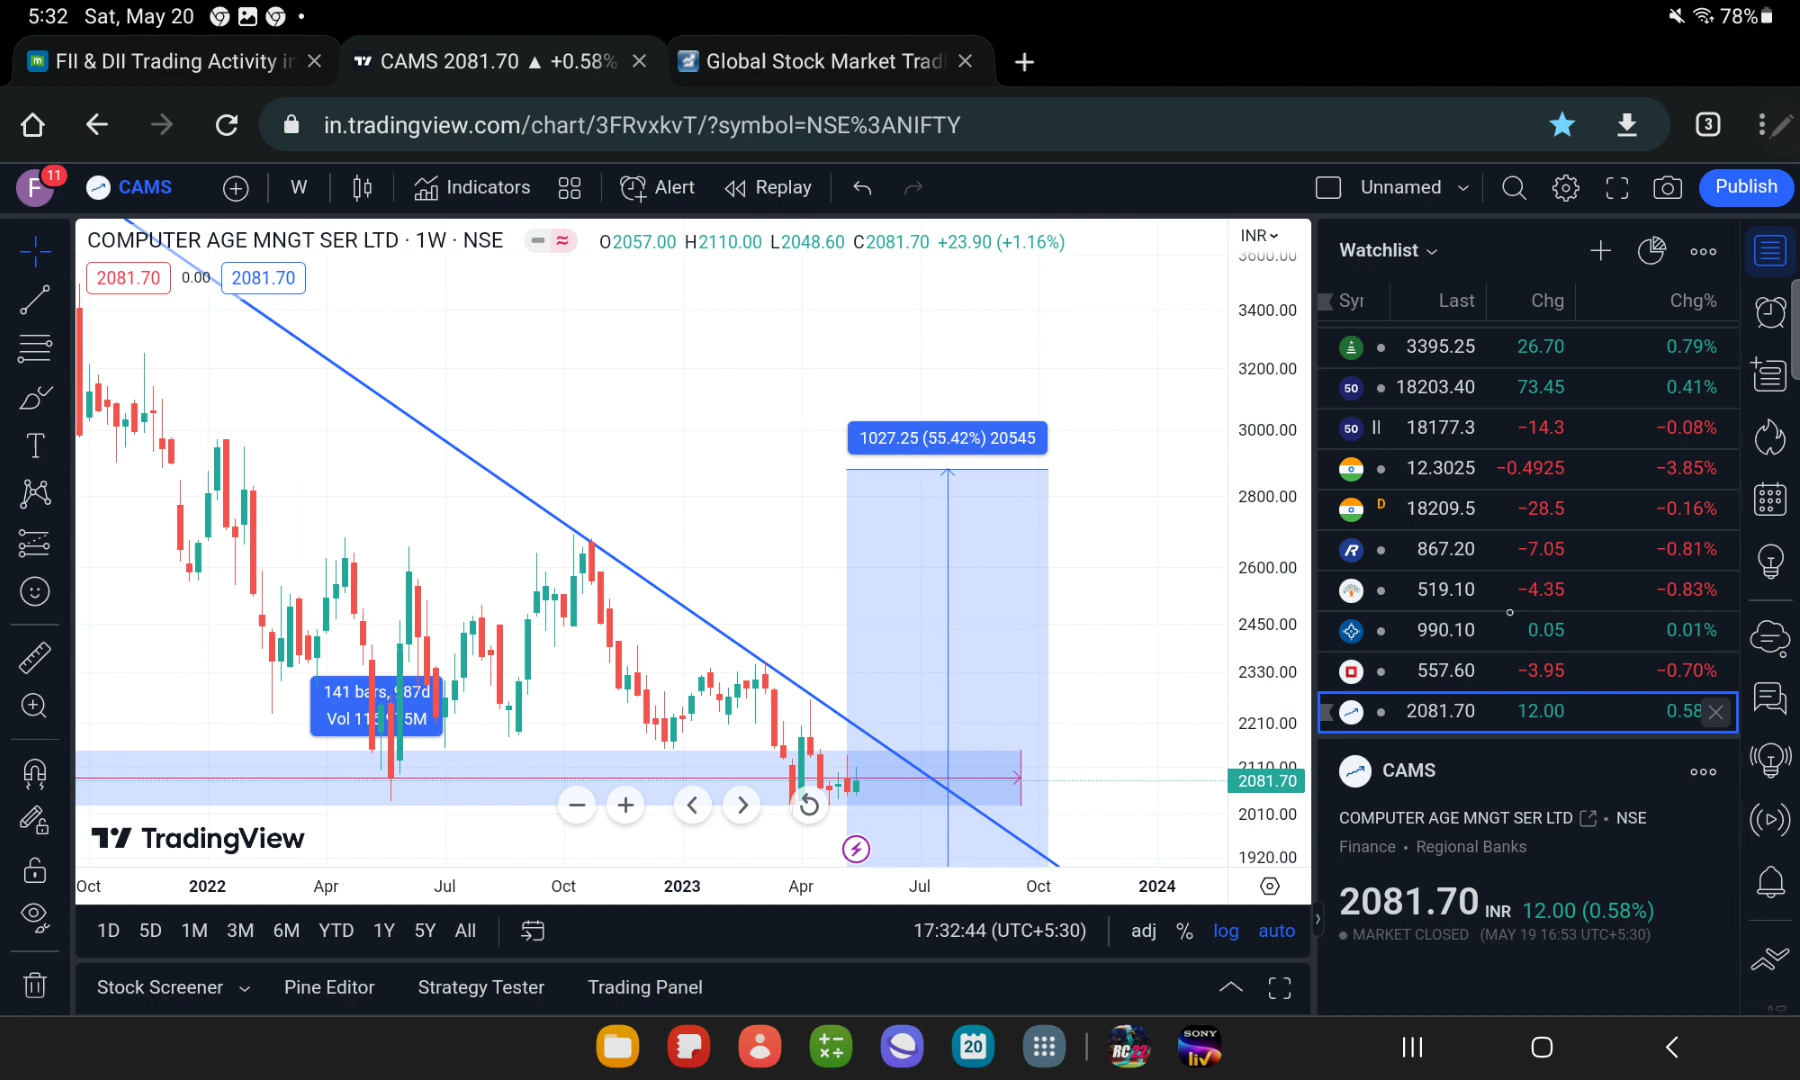 5:32 Sat, May 20
78%
FII & DII Trading Activity in
CAMS 2081.70 ▲ +0.58%
Global Stock Market Tradi
in.tradingview.com/chart/3FRvxkvT/?symbol=NSE%3ANIFTY
3
F
11
CAMS
W
Indicators
Alert
Replay
Unnamed
Publish
COMPUTER AGE MNGT SER LTD · 1W · NSE
O2057.00 H2110.00 L2048.60 C2081.70 +23.90 (+1.16%)
2081.70
0.00
2081.70
INR
3600.00
3400.00
3200.00
3000.00
2800.00
2600.00
2450.00
2330.00
2210.00
2110.00
2081.70
2010.00
1920.00
1027.25 (55.42%) 20545
141 bars, 987d
TradingView
Oct
2022
Apr
Jul
Oct
2023
Apr
Jul
Oct
2024
1D
5D
1M
3M
6M
YTD
1Y
5Y
All
17:32:44 (UTC+5:30)
adj
%
log
auto
Stock Screener
Pine Editor
Strategy Tester
Trading Panel
Watchlist
Syr
Last
Chg
Chg%
3395.25 26.70 0.79%
50 18203.40 73.45 0.41%
50 18177.3 −14.3 −0.08%
12.3025 −0.4925 −3.85%
D 18209.5 −28.5 −0.16%
867.20 −7.05 −0.81%
519.10 −4.35 −0.83%
990.10 0.05 0.01%
557.60 −3.95 −0.70%
2081.70 12.00 0.58
CAMS
COMPUTER AGE MNGT SER LTD • NSE
Finance • Regional Banks
2081.70 INR 12.00 (0.58%)
MARKET CLOSED (MAY 19 16:53 UTC+5:30)
20
RC22
SONY
liv